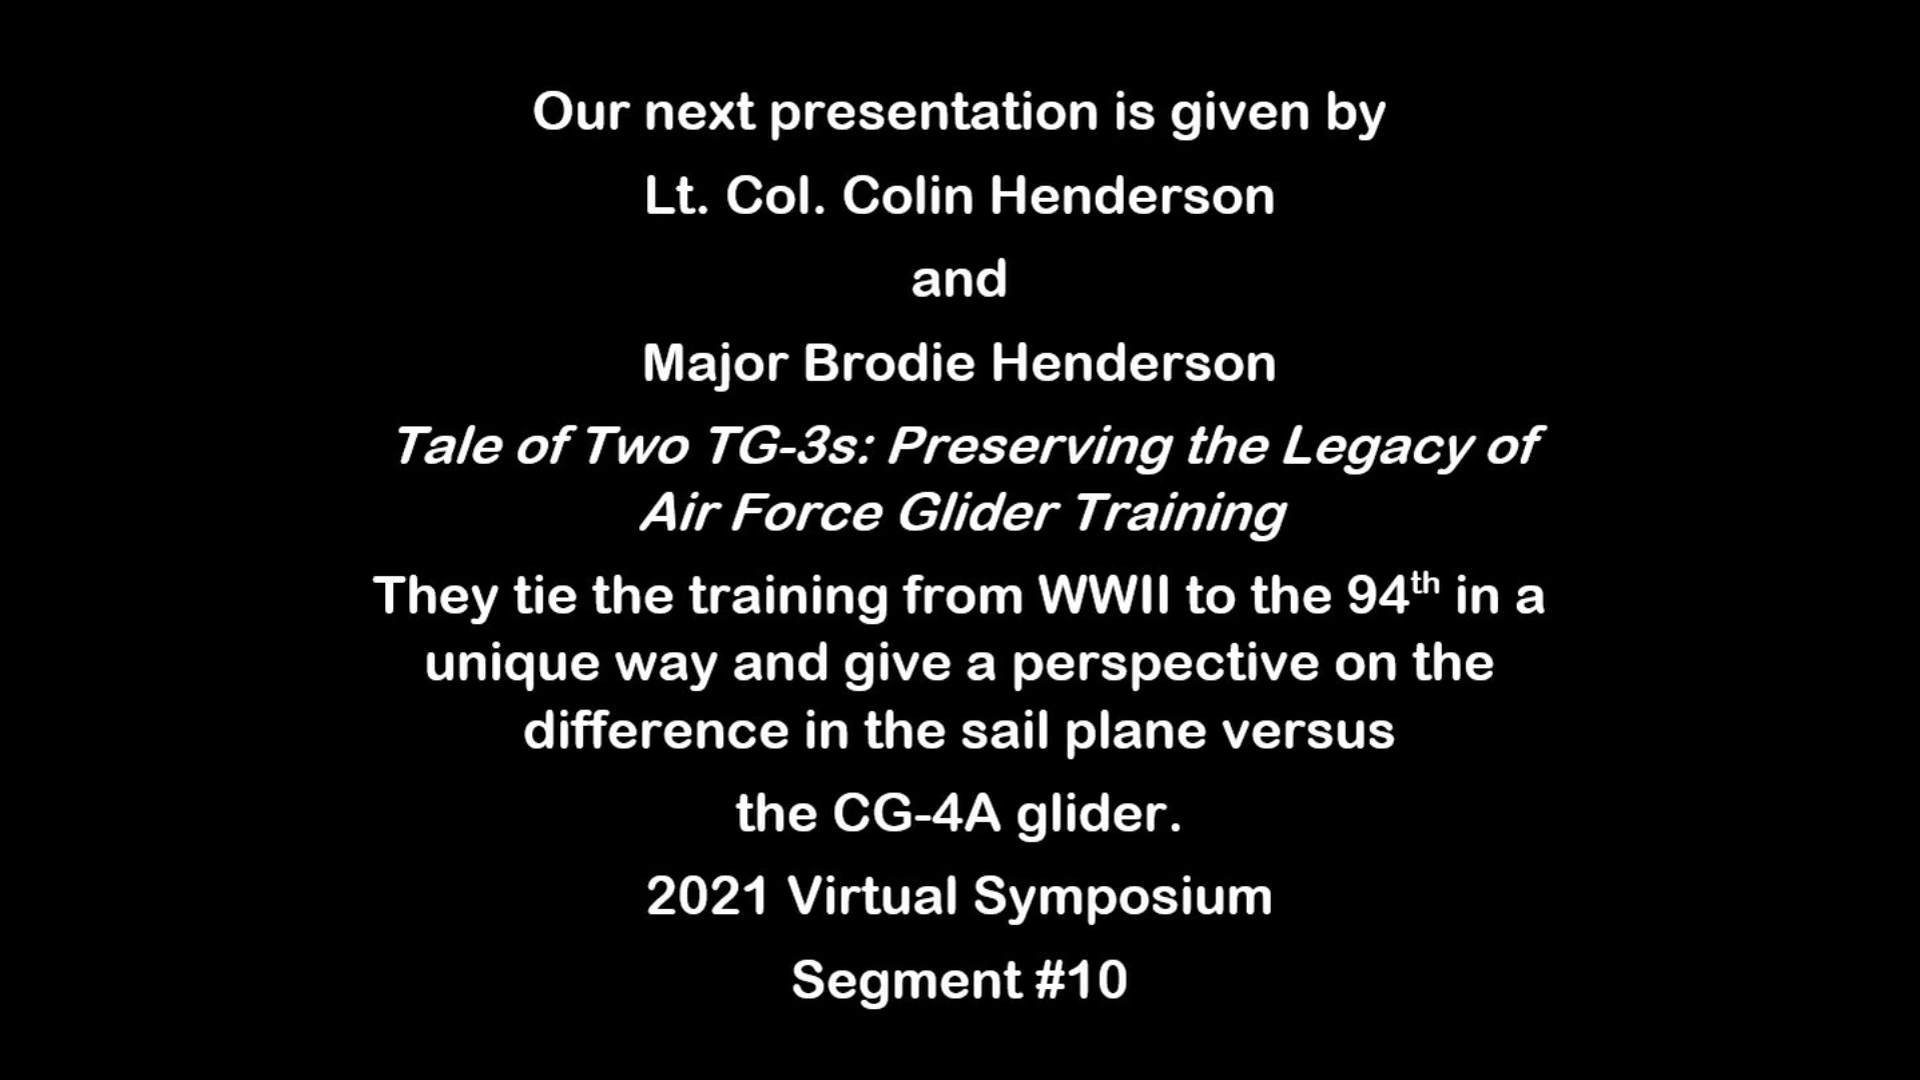 Our next presentation is given by
Lt. Col. Colin Henderson
and
Major Brodie Henderson
Tale of Two TG-3s: Preserving the Legacy of
Air Force Glider Training
They tie the training from WWII to the 94th in a
unique way and give a perspective on the
difference in the sail plane versus
the CG-4A glider.
2021 Virtual Symposium
Segment #10